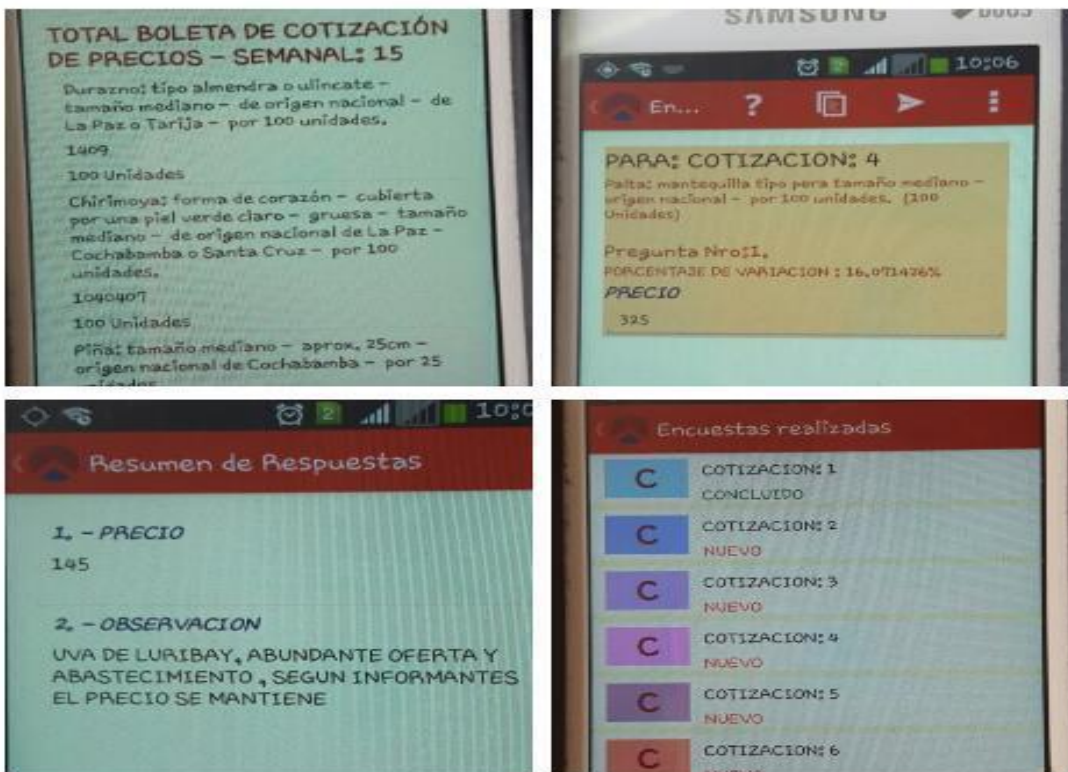 TOTAL BOLETA DE COTIZACIÓN
DE PRECIOS - SEMANAL: 15
Durazno: tipo almendra o ulincate -
tamaño mediano - de origen nacional - de
La Paz o Tarija - por 100 unidades.
1409
100 Unidades
Chirimoya: forma de corazón - cubierta
por una piel verde claro - gruesa - tamaño
mediano - de origen nacional de La Paz -
Cochabamba o Santa Cruz - por 100
unidades.
1040407
100 Unidades
Piña: tamaño mediano - aprox. 25cm -
origen nacional de Cochabamba - por 25
unidades
SAMSUNG DUOS
10:06
En... ?
PARA: COTIZACION: 4
Palta: mantequilla tipo pera tamaño mediano -
origen nacional - por 100 unidades. (100
Unidades)
Pregunta Nro:1.
PORCENTAJE DE VARIACION : 16,071426%
PRECIO
325
2 10:0
Resumen de Respuestas
1. - PRECIO
145
2. - OBSERVACION
UVA DE LURIBAY, ABUNDANTE OFERTA Y
ABASTECIMIENTO , SEGUN INFORMANTES
EL PRECIO SE MANTIENE
Encuestas realizadas
C COTIZACION: 1
CONCLUIDO
C COTIZACION: 2
NUEVO
C COTIZACION: 3
NUEVO
C COTIZACION: 4
NUEVO
C COTIZACION: 5
NUEVO
C COTIZACION: 6